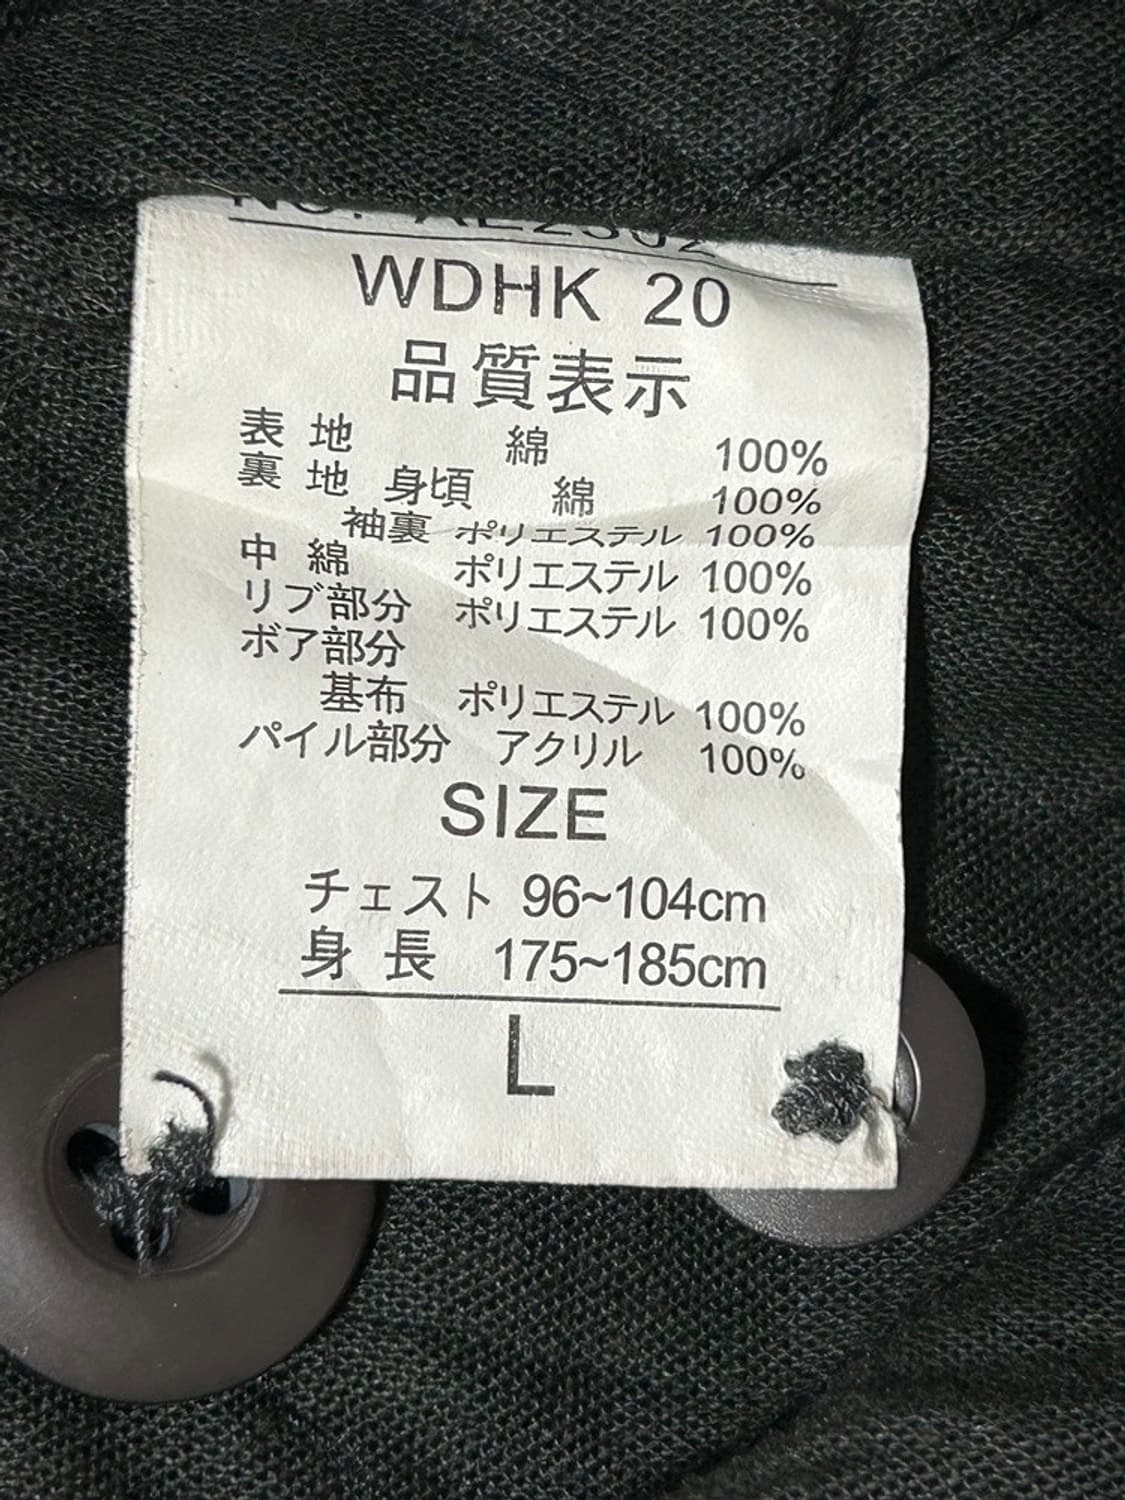 No. AL2302
WDHK 20
品質表示
表 地 綿 100%
裏 地 身頃 綿 100%
袖裏 ポリエステル 100%
中 綿 ポリエステル 100%
リブ部分 ポリエステル 100%
ボア部分
基布 ポリエステル 100%
パイル部分 アクリル 100%
SIZE
チェスト 96~104cm
身 長 175~185cm
L